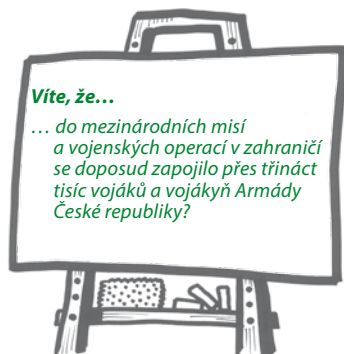 Víte, že…
… do mezinárodních misí
a vojenských operací v zahraničí
se doposud zapojilo přes třináct
tisíc vojáků a vojákyň Armády
České republiky?